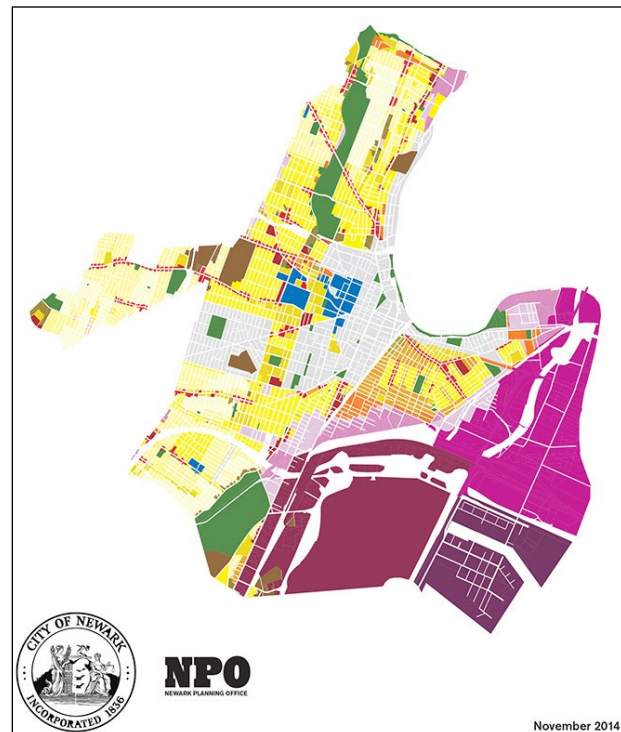 CITY OF NEWARK
INCORPORATED 1836
NPO
NEWARK PLANNING OFFICE
November 2014